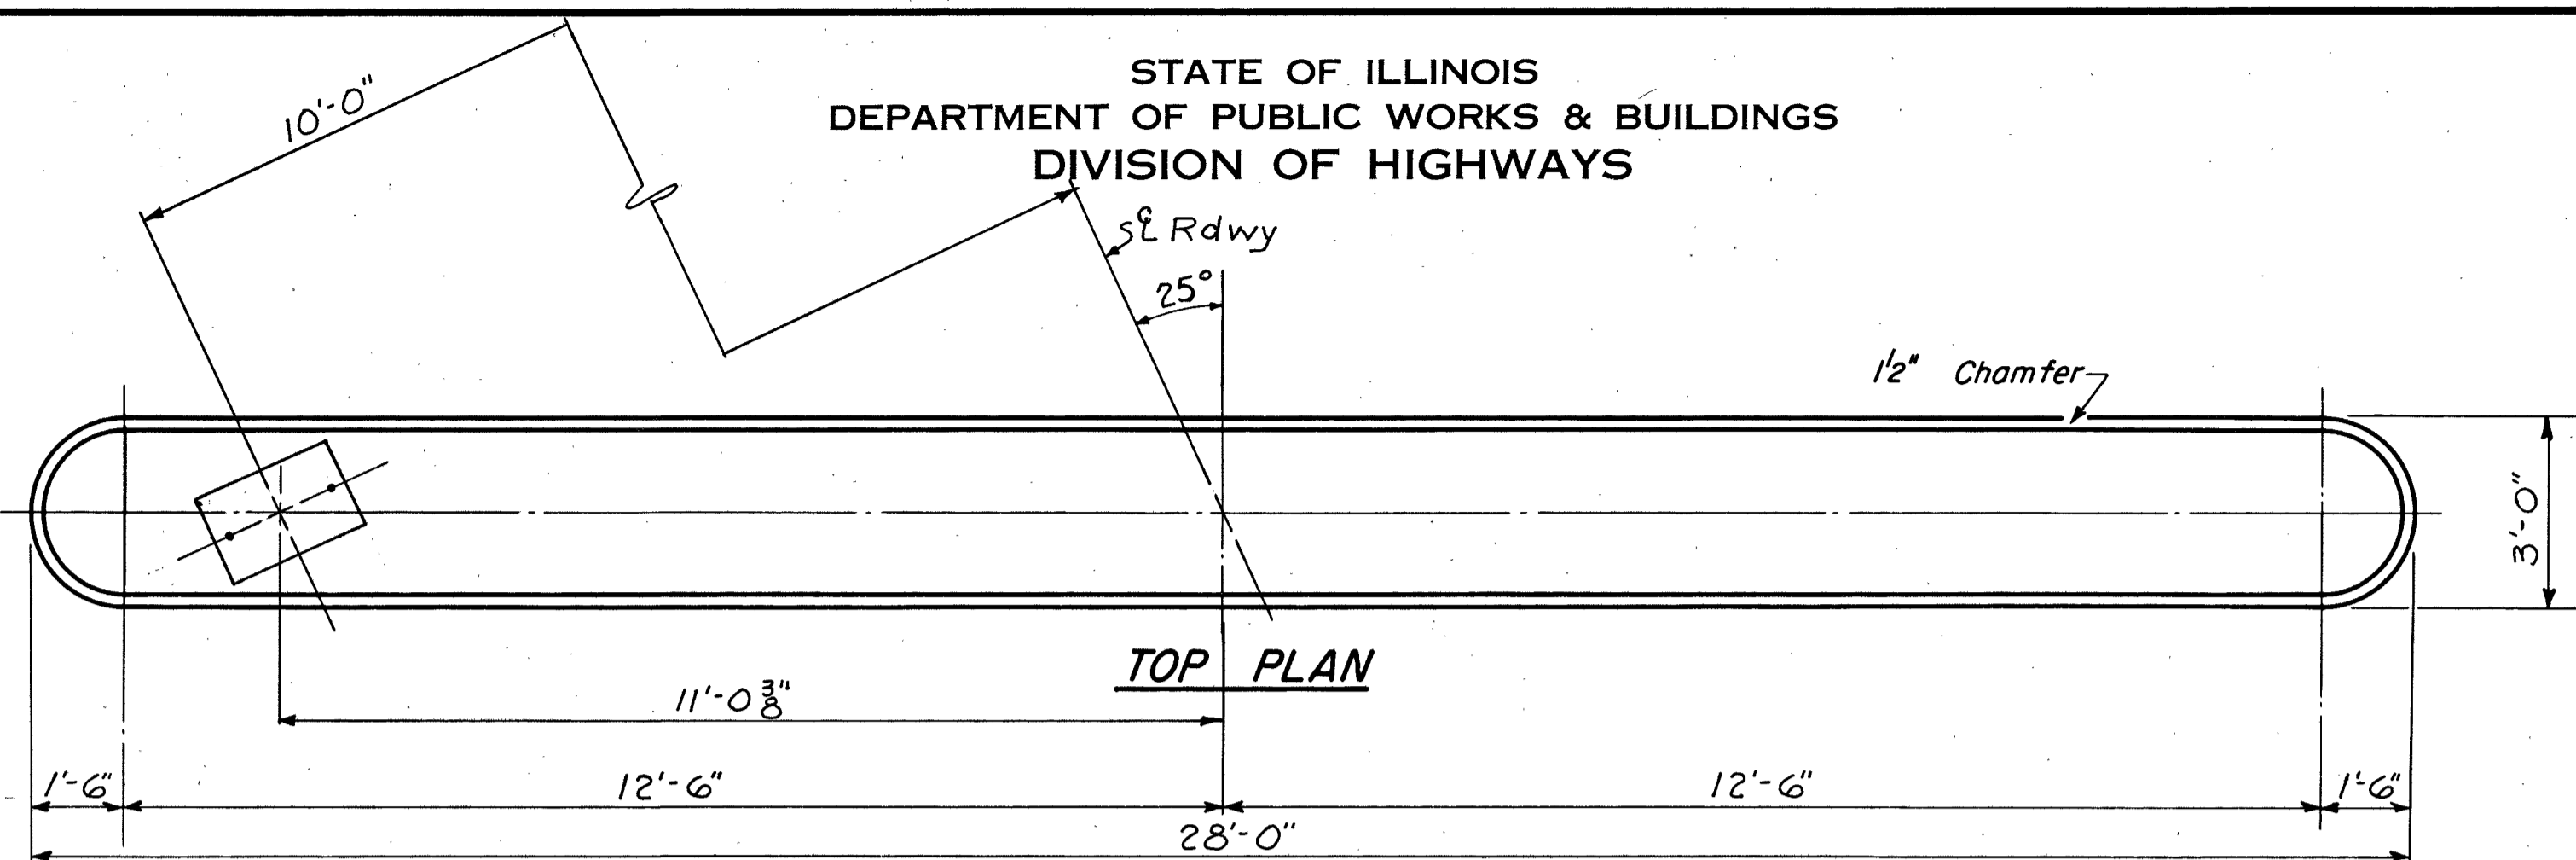 STATE OF ILLINOIS
DEPARTMENT OF PUBLIC WORKS & BUILDINGS
DIVISION OF HIGHWAYS
10'-0"
S℄ Rdwy
25°
1½" Chamfer
3'-0"
TOP PLAN
11'-0 3/8"
1'-6"
12'-6"
12'-6"
1'-6"
28'-0"